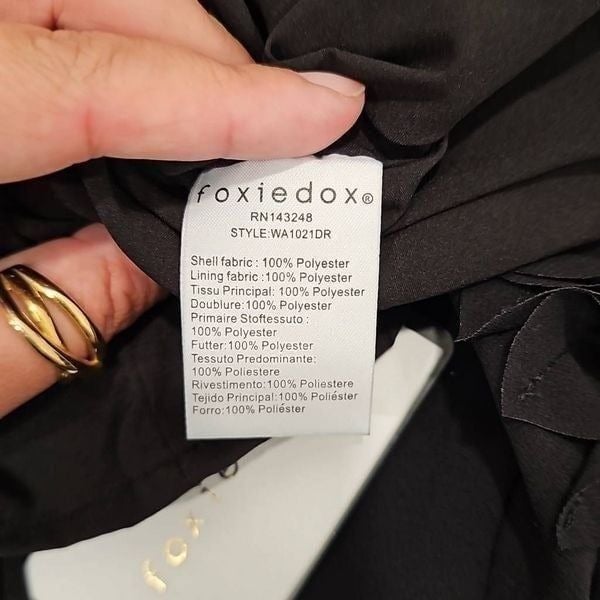 foxiedox®
RN143248
STYLE:WA1021DR
Shell fabric : 100% Polyester
Lining fabric :100% Polyester
Tissu Principal: 100% Polyester
Doublure:100% Polyester
Primaire Stoftessuto :
100% Polyester
Futter:100% Polyester
Tessuto Predominante:
100% Poliestere
Rivestimento:100% Poliestere
Tejido Principal:100% Poliéster
Forro:100% Poliéster